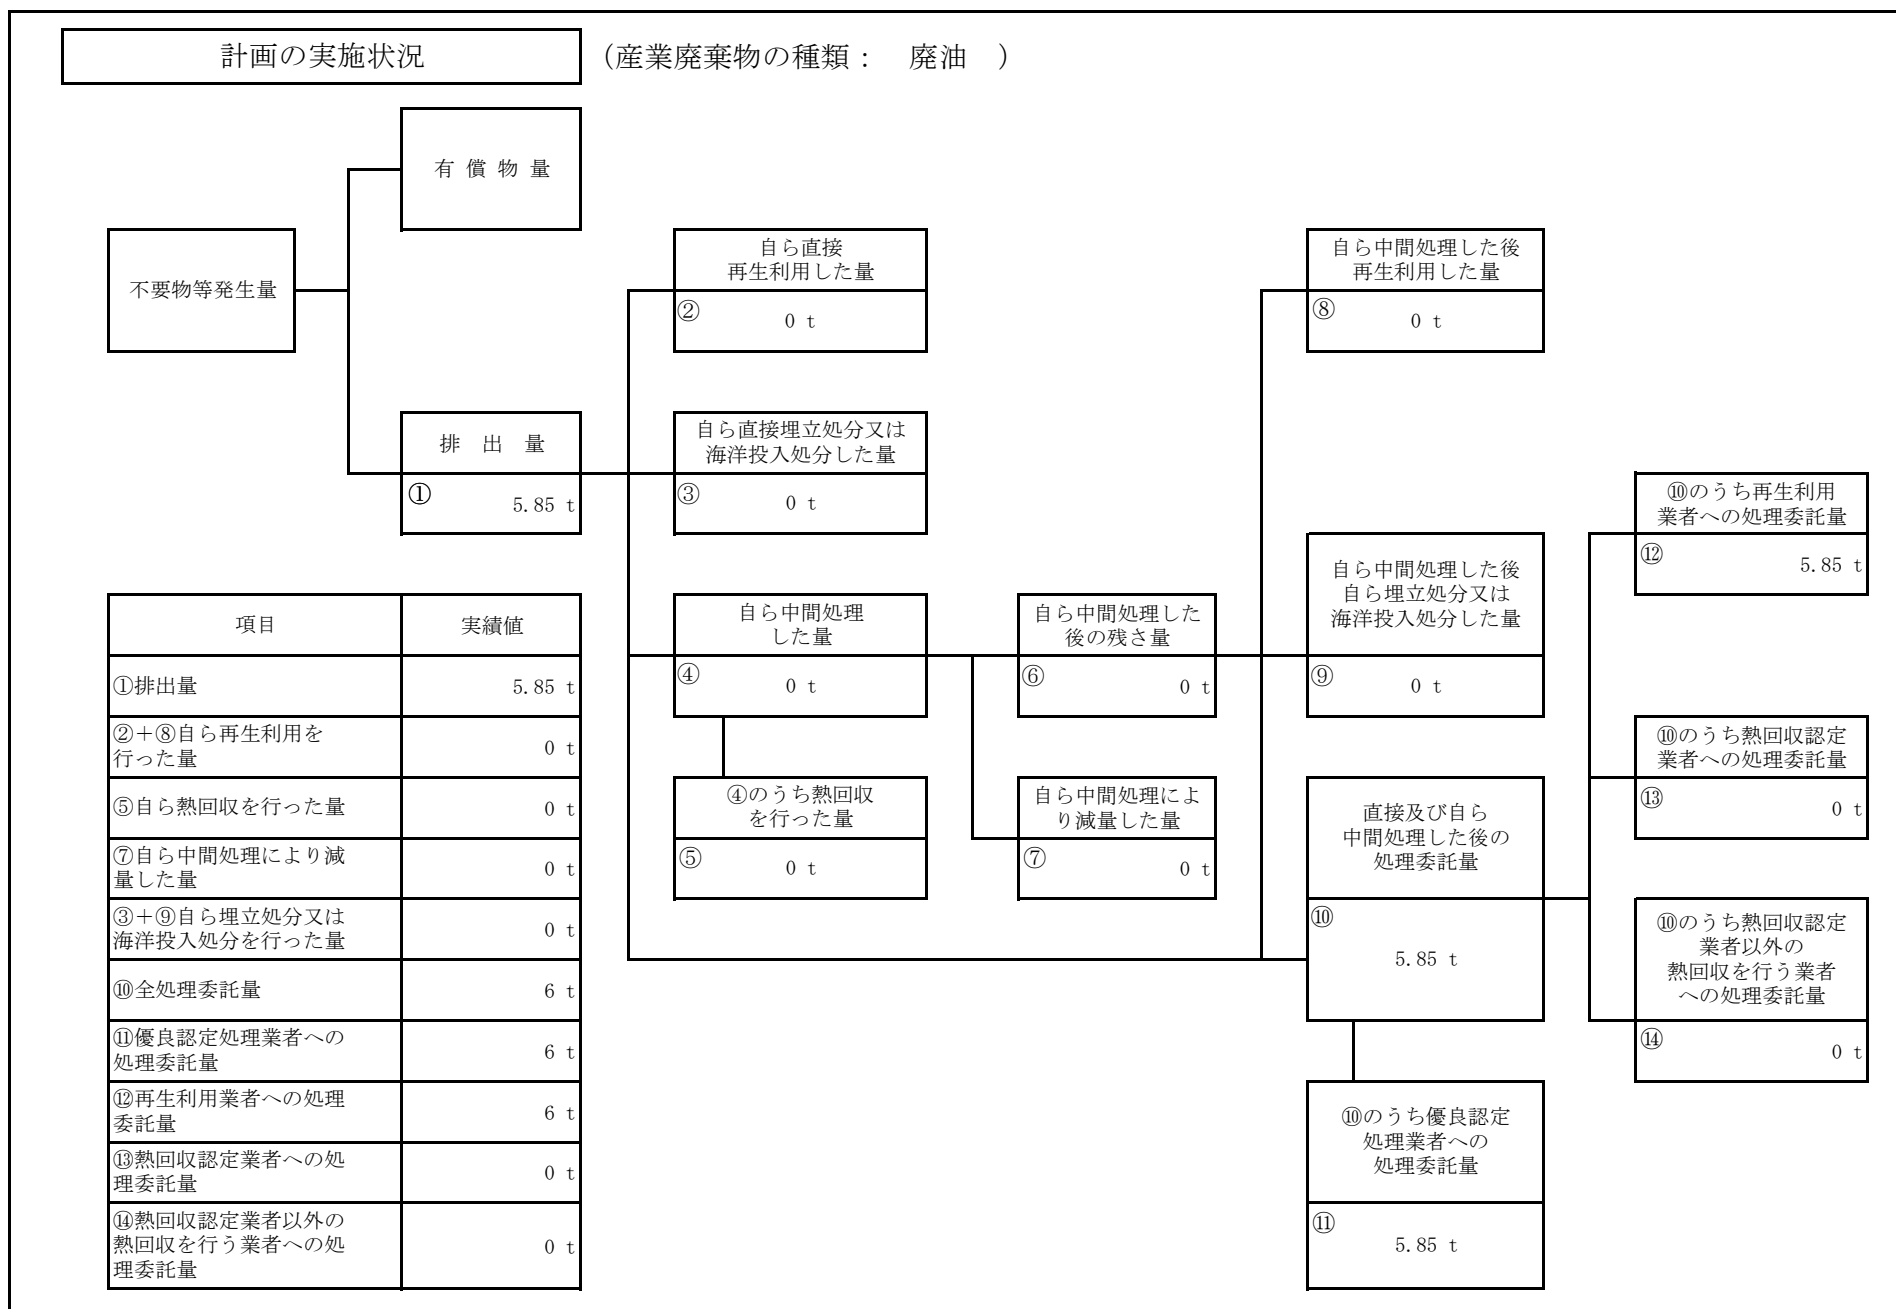 計画の実施状況
（産業廃棄物の種類： 廃油 ）
有 償 物 量
不要物等発生量
自ら直接
再生利用した量
② 0 t
自ら中間処理した後
再生利用した量
⑧ 0 t
排 出 量
① 5.85 t
自ら直接埋立処分又は
海洋投入処分した量
③ 0 t
⑩のうち再生利用
業者への処理委託量
⑫ 5.85 t
自ら中間処理した後
自ら埋立処分又は
海洋投入処分した量
⑨ 0 t
自ら中間処理
した量
④ 0 t
自ら中間処理した
後の残さ量
⑥ 0 t
⑩のうち熱回収認定
業者への処理委託量
⑬ 0 t
④のうち熱回収
を行った量
⑤ 0 t
自ら中間処理によ
り減量した量
⑦ 0 t
直接及び自ら
中間処理した後の
処理委託量
⑩ 5.85 t
⑩のうち熱回収認定
業者以外の
熱回収を行う業者
への処理委託量
⑭ 0 t
⑩のうち優良認定
処理業者への
処理委託量
⑪ 5.85 t
項目 実績値
①排出量 5.85 t
②＋⑧自ら再生利用を
行った量 0 t
⑤自ら熱回収を行った量 0 t
⑦自ら中間処理により減
量した量 0 t
③＋⑨自ら埋立処分又は
海洋投入処分を行った量 0 t
⑩全処理委託量 6 t
⑪優良認定処理業者への
処理委託量 6 t
⑫再生利用業者への処理
委託量 6 t
⑬熱回収認定業者への処
理委託量 0 t
⑭熱回収認定業者以外の
熱回収を行う業者への処
理委託量 0 t